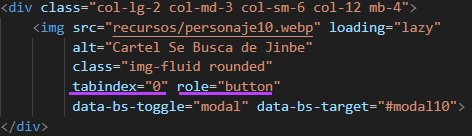 <div class="col-lg-2 col-md-3 col-sm-6 col-12 mb-4">
<img src="recursos/personaje10.webp" loading="lazy"
alt="Cartel Se Busca de Jinbe"
class="img-fluid rounded"
tabindex="0" role="button"
data-bs-toggle="modal" data-bs-target="#modal10">
</div>